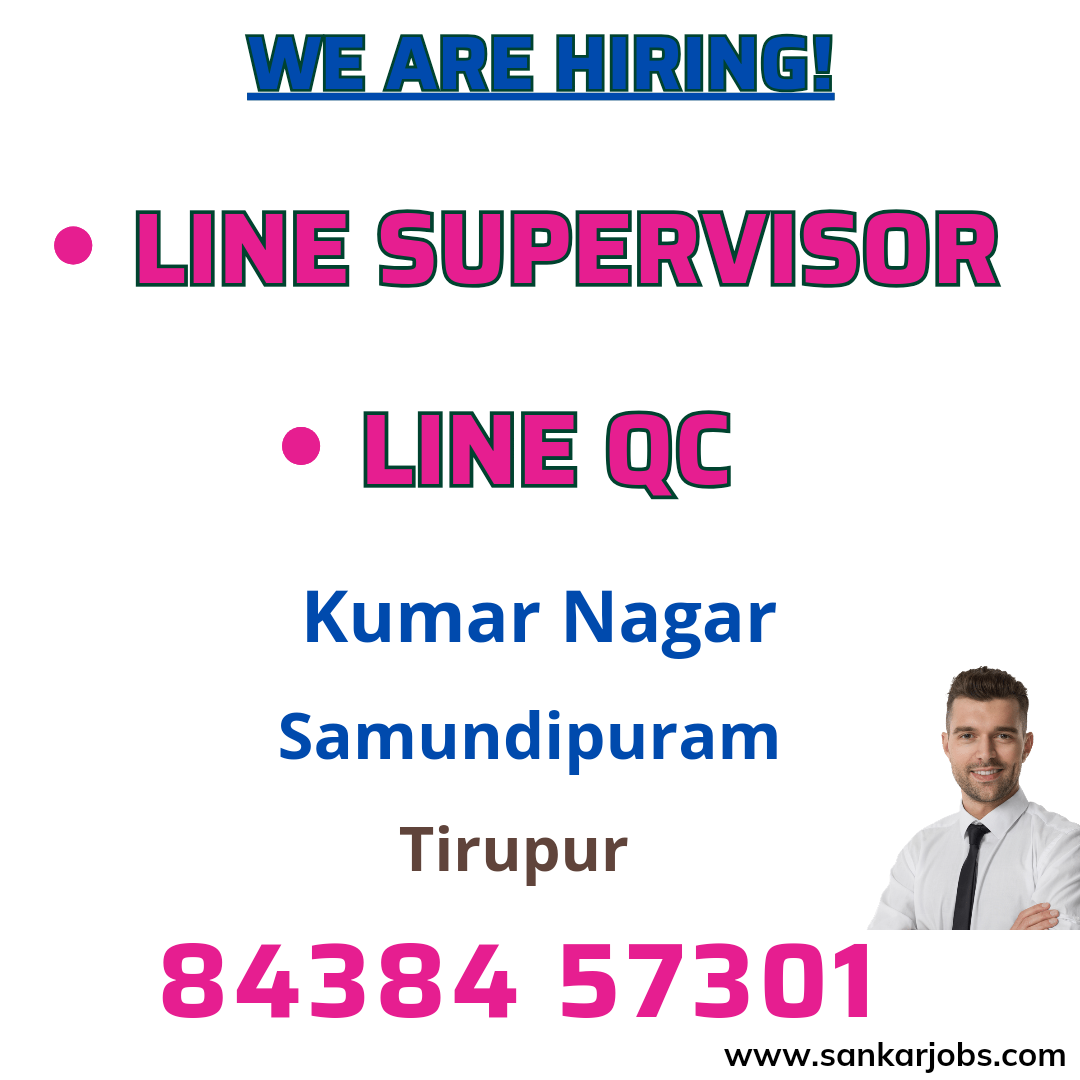 WE ARE HIRING!
• LINE SUPERVISOR
• LINE QC
Kumar Nagar
Samundipuram
Tirupur
84384 57301
www.sankarjobs.com